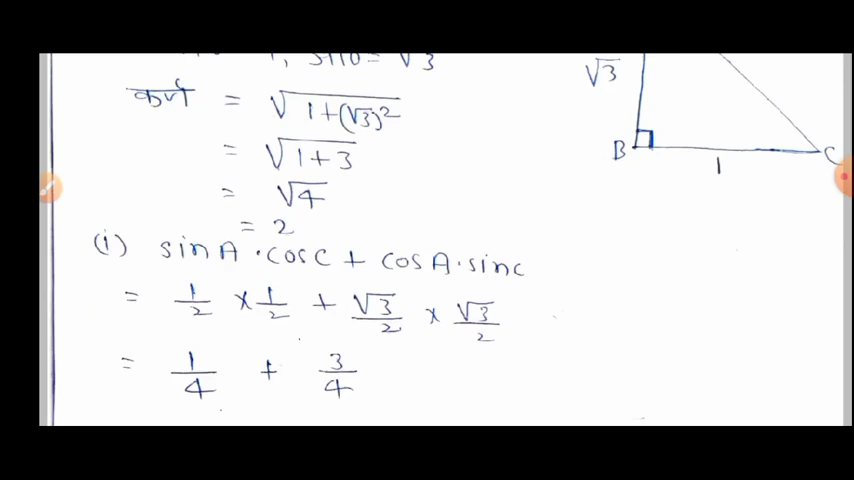 = √3
√3
कर्ण = √1+(√3)²
= √1+3
= √4
= 2
B
C
1
(i) sinA·cosC + cosA·sinc
= 1/2 × 1/2 + √3/2 × √3/2
= 1/4 + 3/4